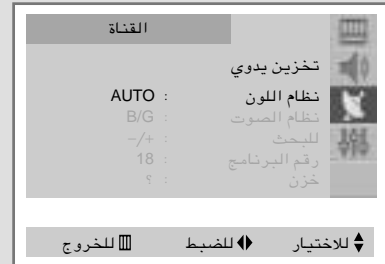 القناة
تخزين يدوي
نظام اللون : AUTO
نظام الصوت : B/G
للبحث : +/–
رقم البرنامج : 18
خزن : ؟
للاختيار للضبط للخروج